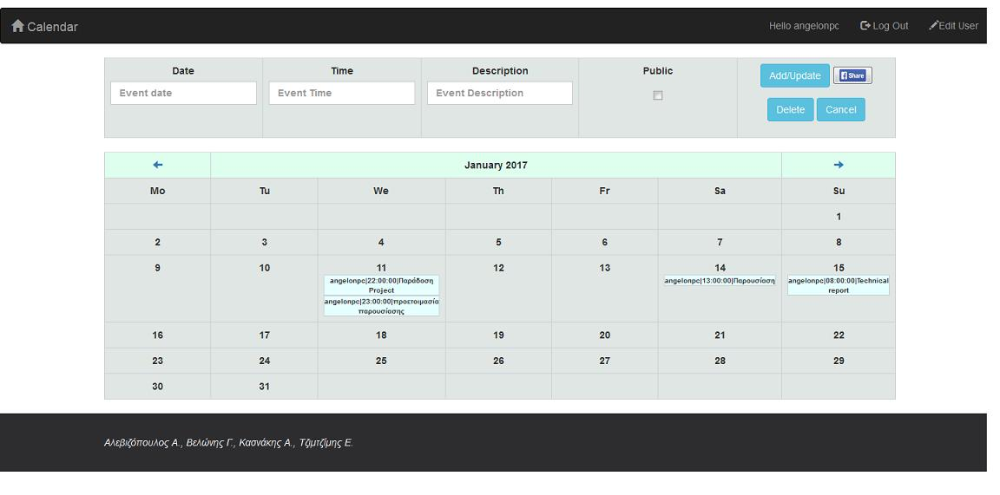 Calendar Hello angelonpc Log Out Edit User
Date Time Description Public
Event date Event Time Event Description
Add/Update Share
Delete Cancel
January 2017
Mo Tu We Th Fr Sa Su
1
2 3 4 5 6 7 8
9 10 11 12 13 14 15
angelonpc|22:00:00|Παράδοση
Project
angelonpc|23:00:00|προετοιμασία
παρουσίασης
angelonpc|13:00:00|Παρουσίαση
angelonpc|08:00:00|Technical
report
16 17 18 19 20 21 22
23 24 25 26 27 28 29
30 31
Αλεβιζόπουλος Α., Βελώνης Γ., Κασνάκης Α., Τζιμτζίμης Ε.